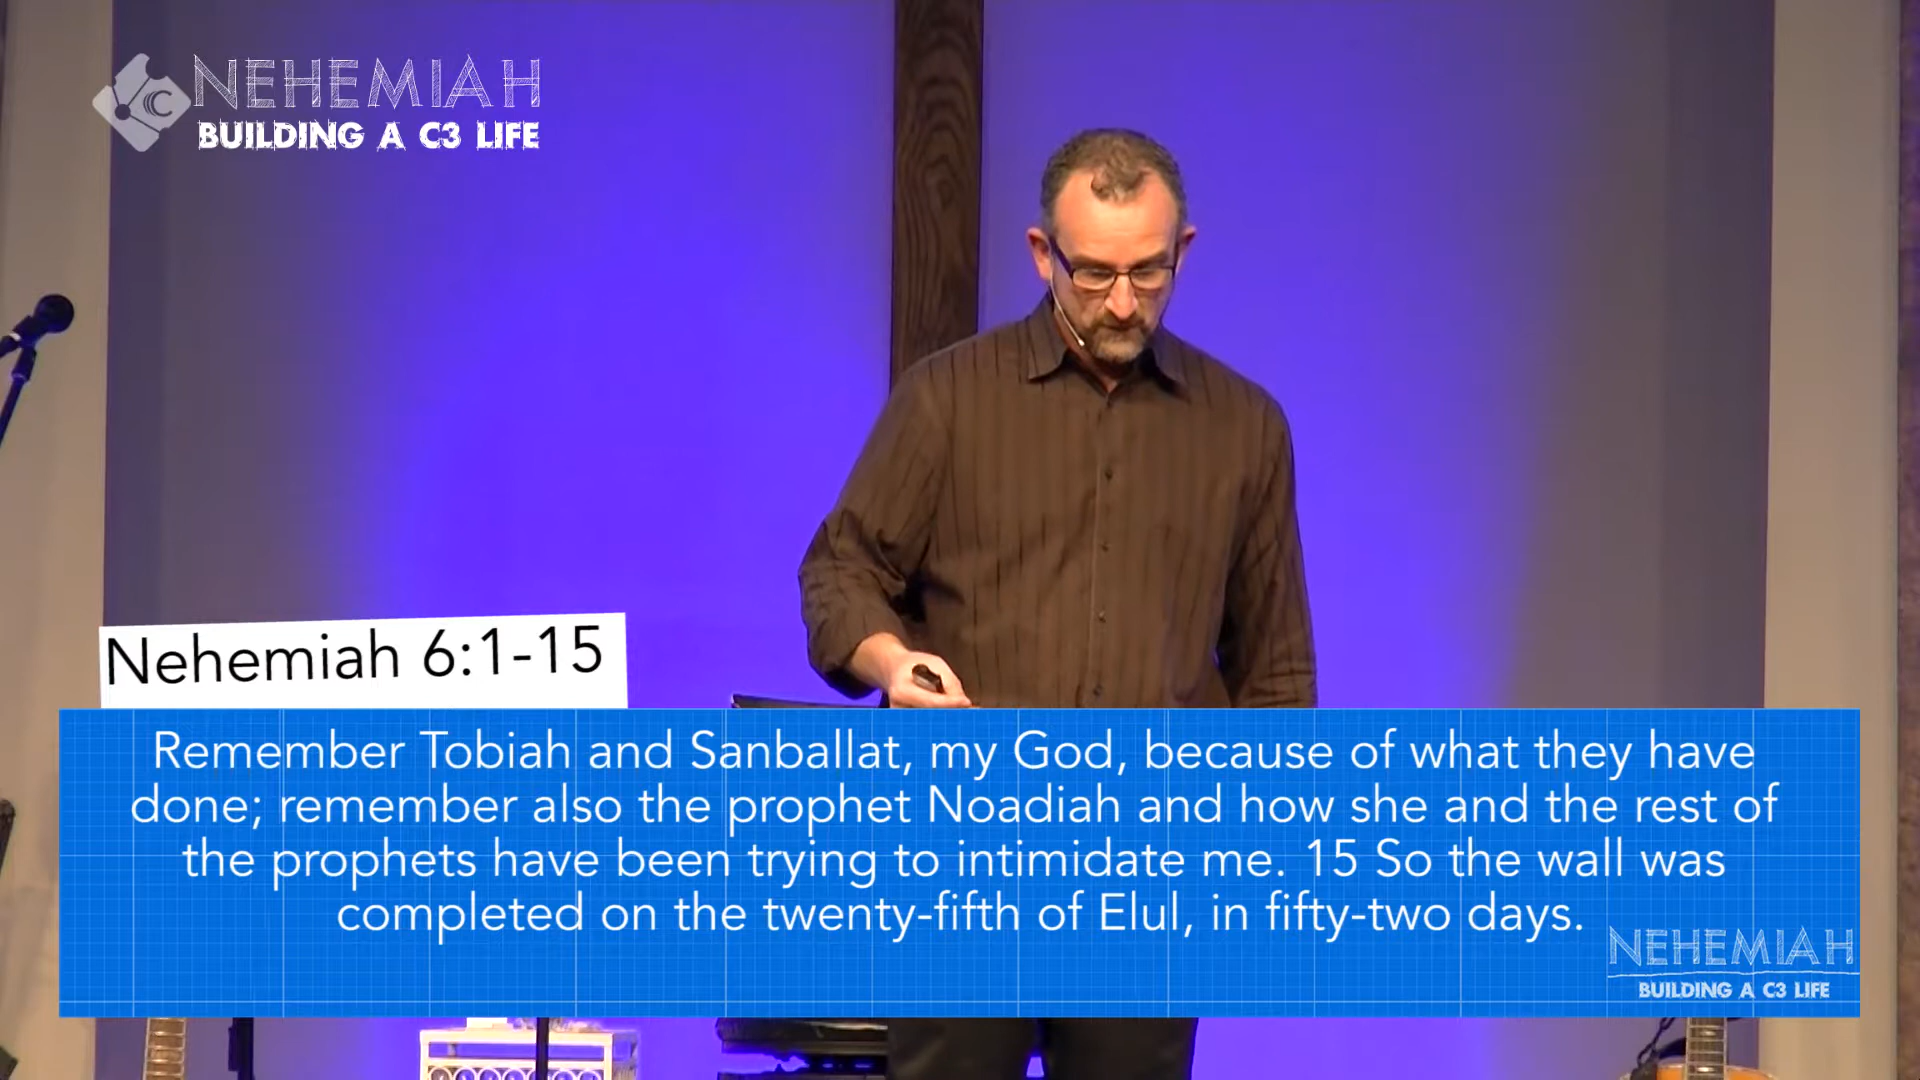 NEHEMIAH
BUILDING A C3 LIFE
Nehemiah 6:1-15
Remember Tobiah and Sanballat, my God, because of what they have
done; remember also the prophet Noadiah and how she and the rest of
the prophets have been trying to intimidate me. 15 So the wall was
completed on the twenty-fifth of Elul, in fifty-two days.
NEHEMIAH
BUILDING A C3 LIFE